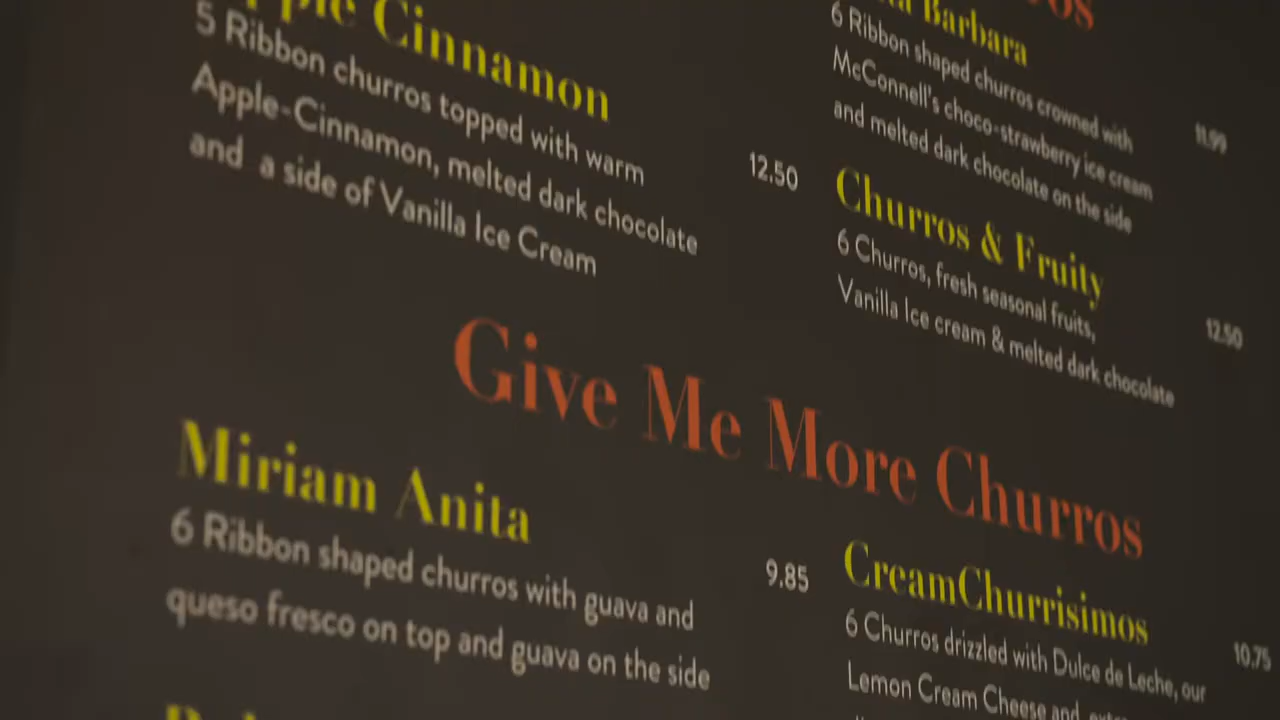 Cinnamon
5 Ribbon churros topped with warm
Apple-Cinnamon, melted dark chocolate
and a side of Vanilla Ice Cream
12.50
Barbara
6 Ribbon shaped churros crowned with
McConnell's choco-strawberry ice cream
and melted dark chocolate on the side
11.99
Churros & Fruity
6 Churros, fresh seasonal fruits,
Vanilla Ice cream & melted dark chocolate
12.50
Give Me More Churros
Miriam Anita
6 Ribbon shaped churros with guava and
queso fresco on top and guava on the side
9.85
CreamChurrisimos
6 Churros drizzled with Dulce de Leche, our
Lemon Cream Cheese and
10.75